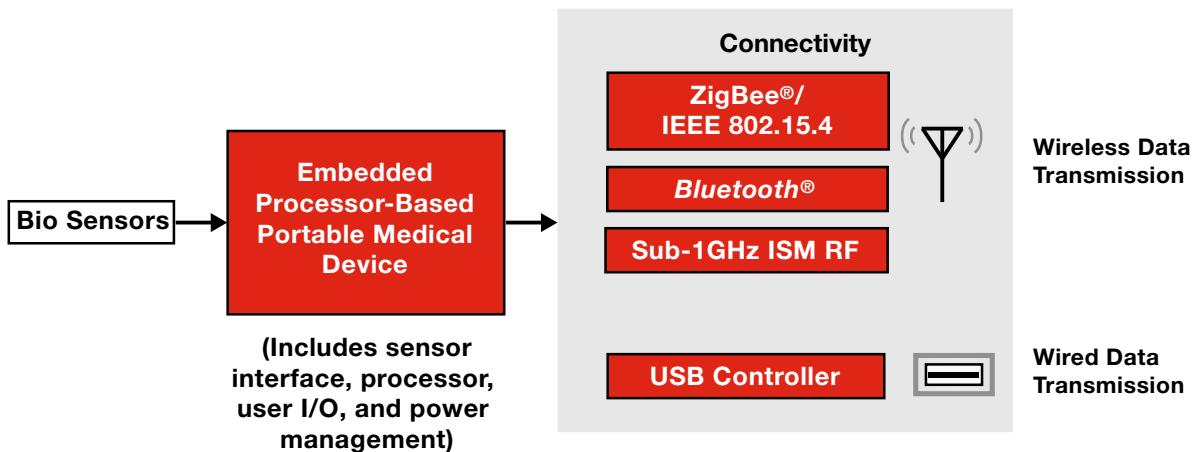 Connectivity
ZigBee®/
IEEE 802.15.4
Bluetooth®
Sub-1GHz ISM RF
USB Controller
Wireless Data
Transmission
Wired Data
Transmission
Bio Sensors
Embedded
Processor-Based
Portable Medical
Device
(Includes sensor
interface, processor,
user I/O, and power
management)